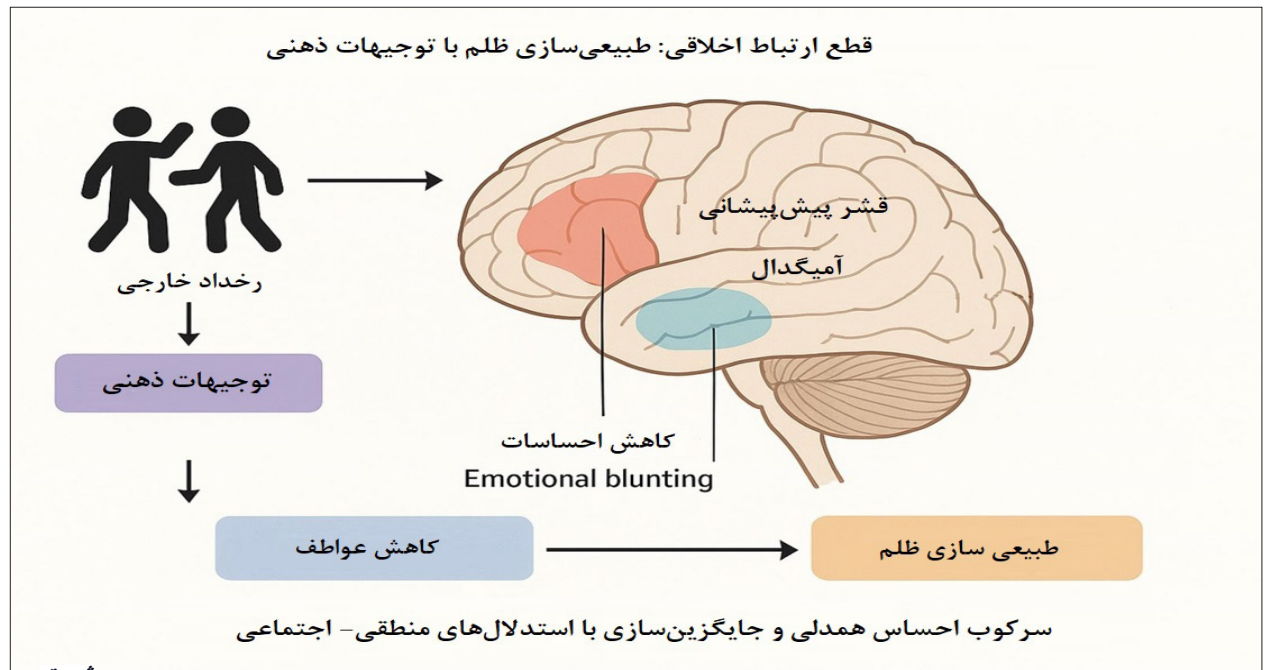 قطع ارتباط اخلاقی: طبیعی‌سازی ظلم با توجیهات ذهنی
قشر پیش‌پیشانی
آمیگدال
رخداد خارجی
توجیهات ذهنی
کاهش احساسات
Emotional blunting
کاهش عواطف
طبیعی سازی ظلم
سرکوب احساس همدلی و جایگزین‌سازی با استدلال‌های منطقی- اجتماعی